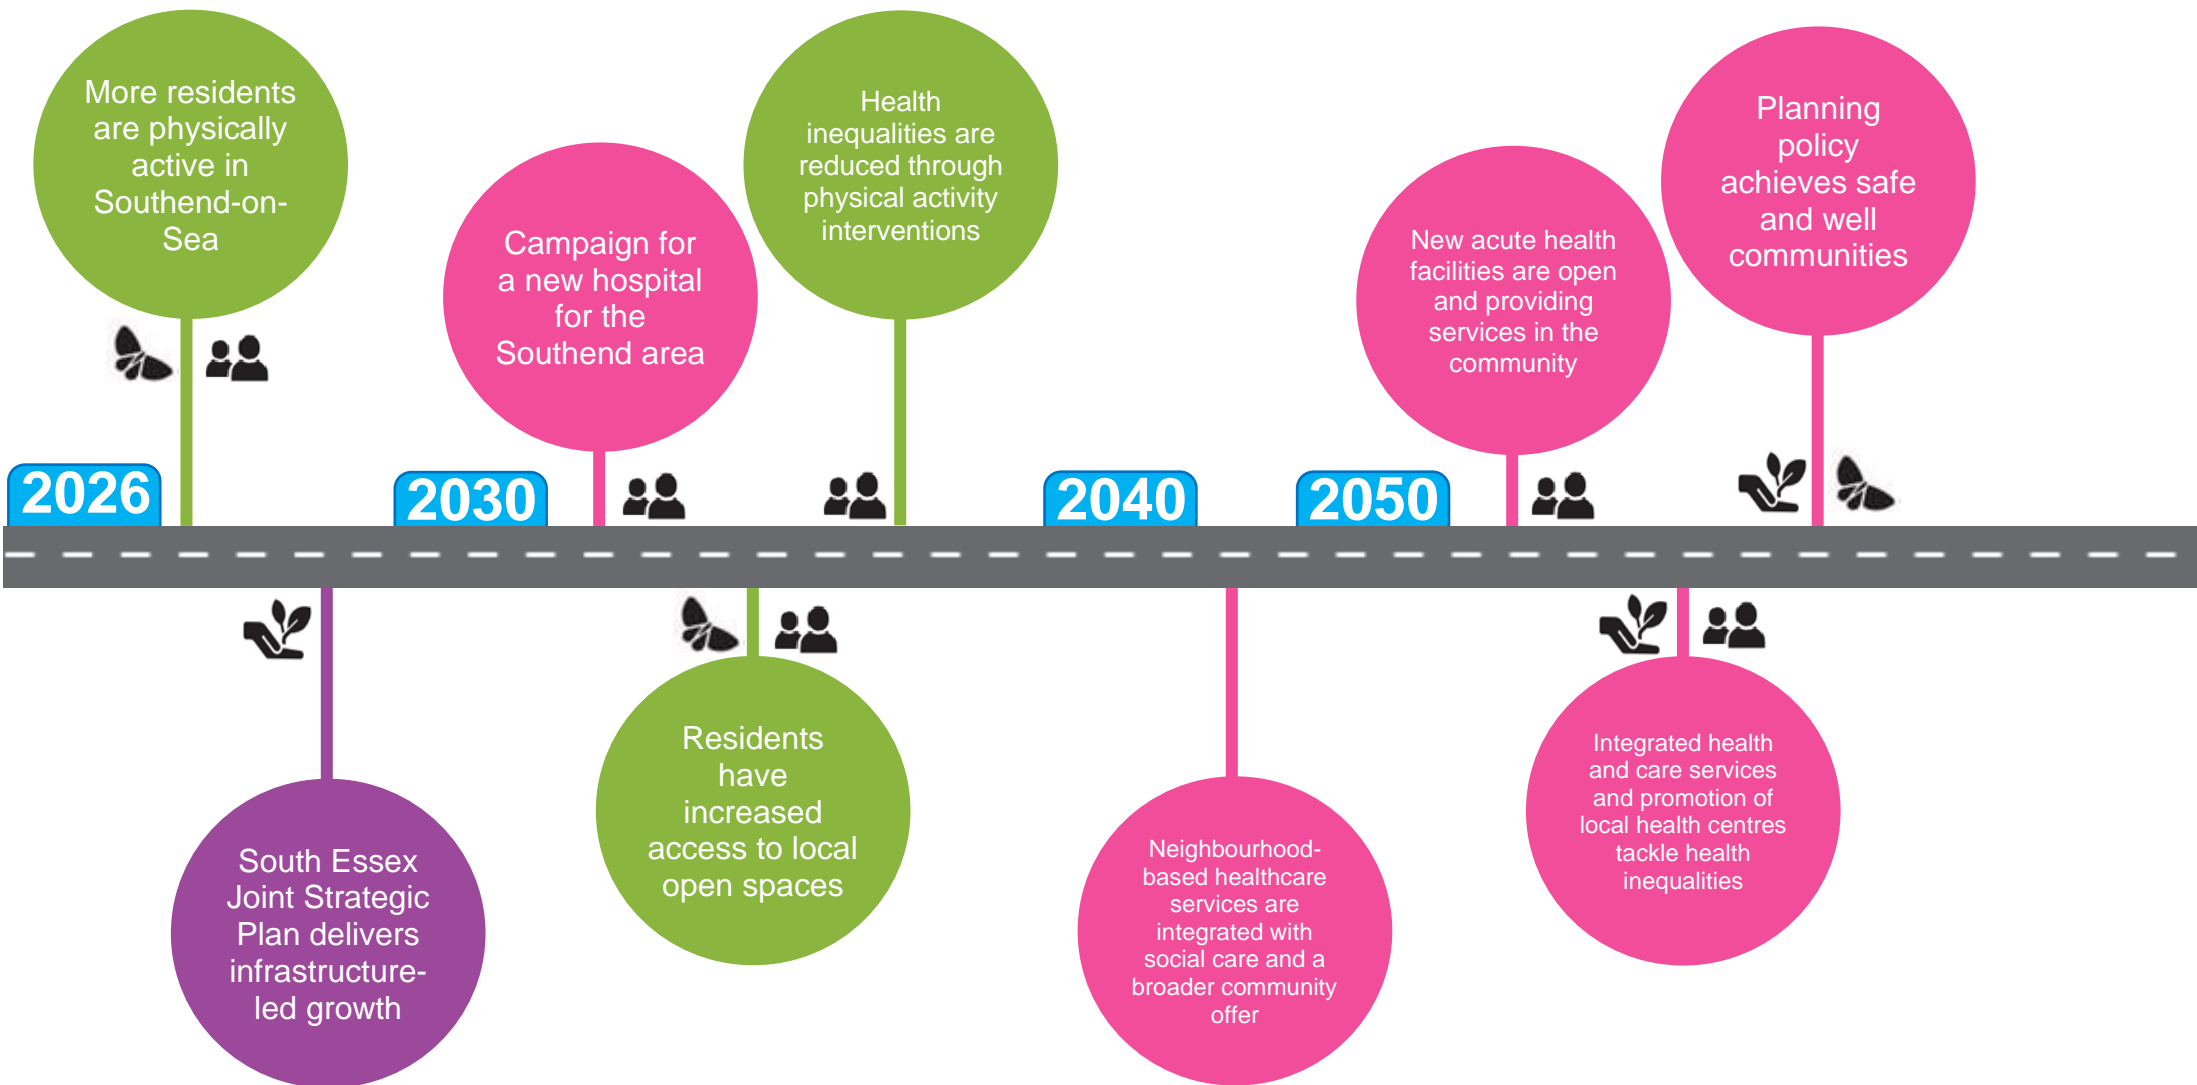 More residents
are physically
active in
Southend-on-
Sea
Campaign for
a new hospital
for the
Southend area
Health
inequalities are
reduced through
physical activity
interventions
New acute health
facilities are open
and providing
services in the
community
Planning
policy
achieves safe
and well
communities
2026
2030
2040
2050
South Essex
Joint Strategic
Plan delivers
infrastructure-
led growth
Residents
have
increased
access to local
open spaces
Neighbourhood-
based healthcare
services are
integrated with
social care and a
broader community
offer
Integrated health
and care services
and promotion of
local health centres
tackle health
inequalities